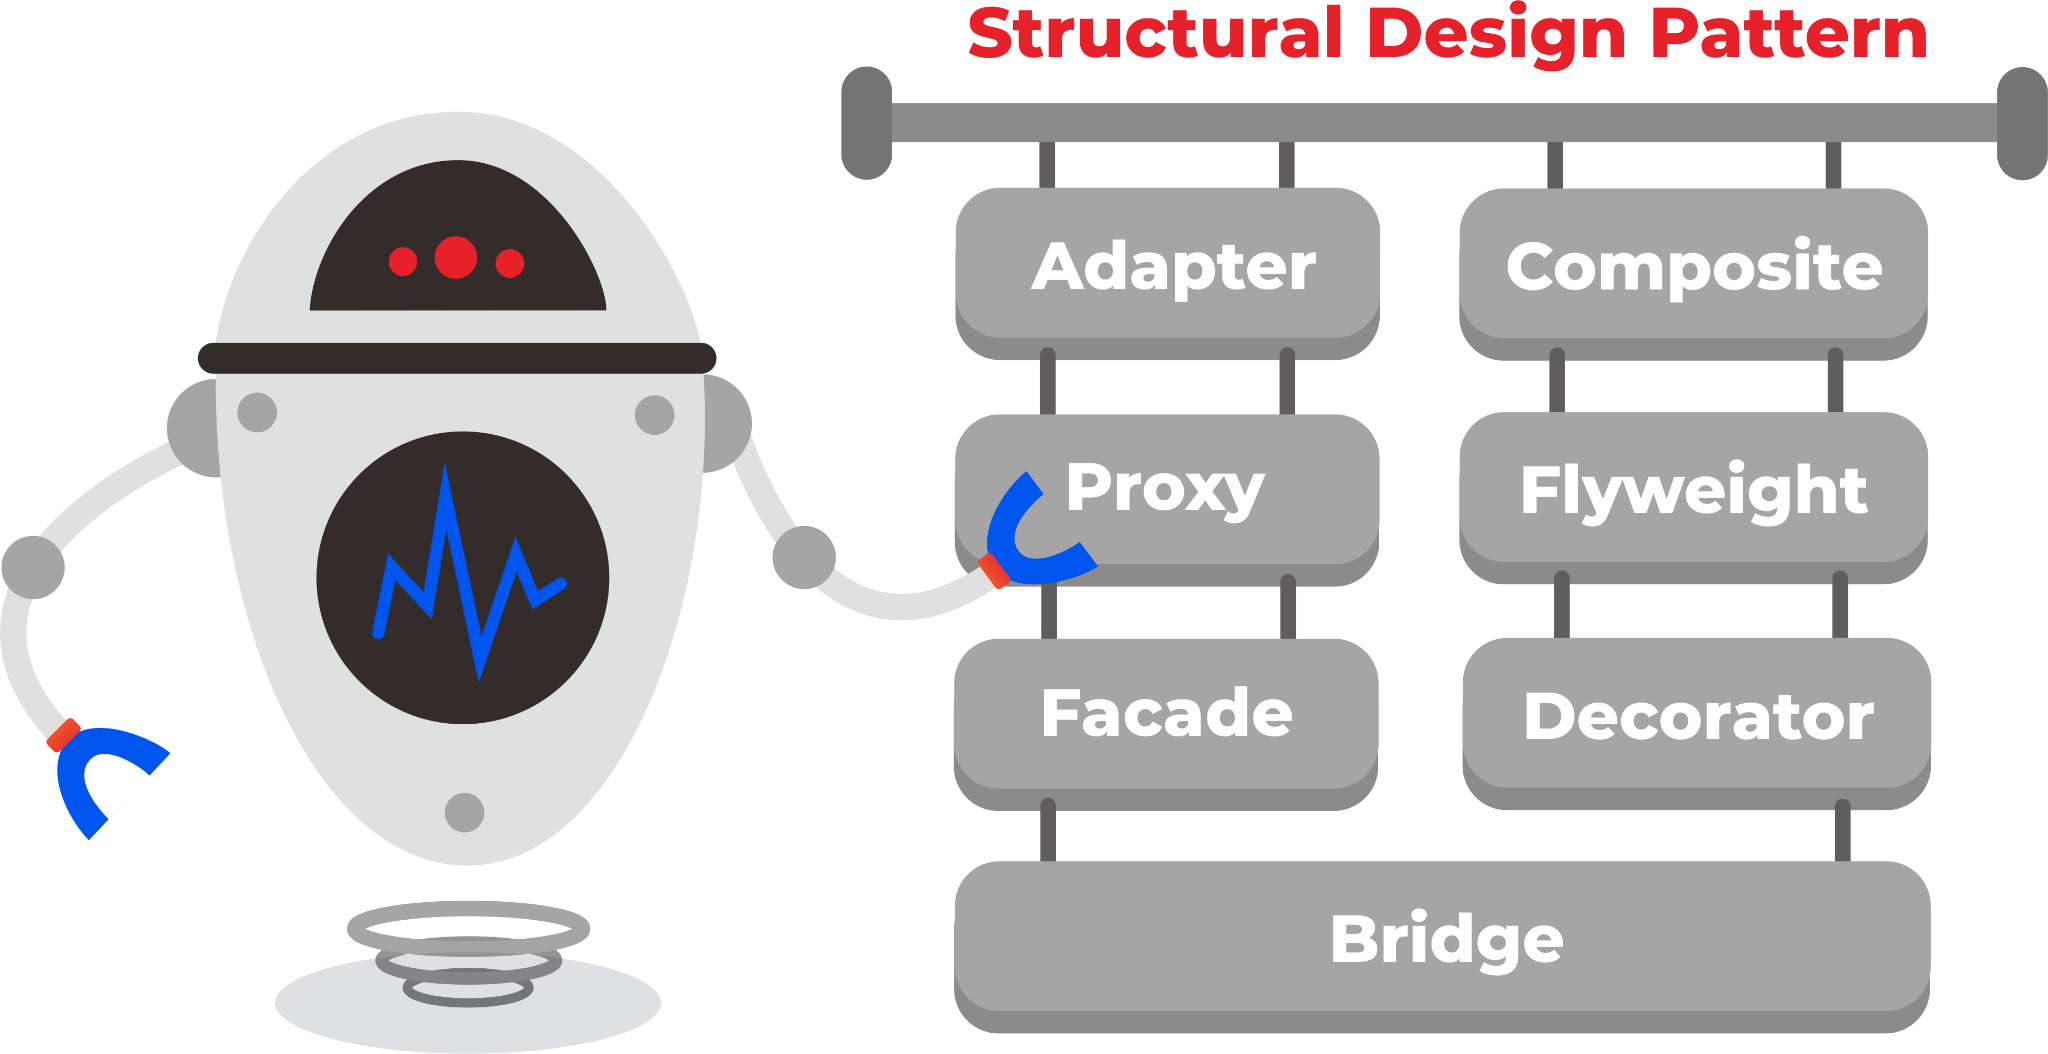 Structural Design Pattern
Adapter
Composite
Proxy
Flyweight
Facade
Decorator
Bridge